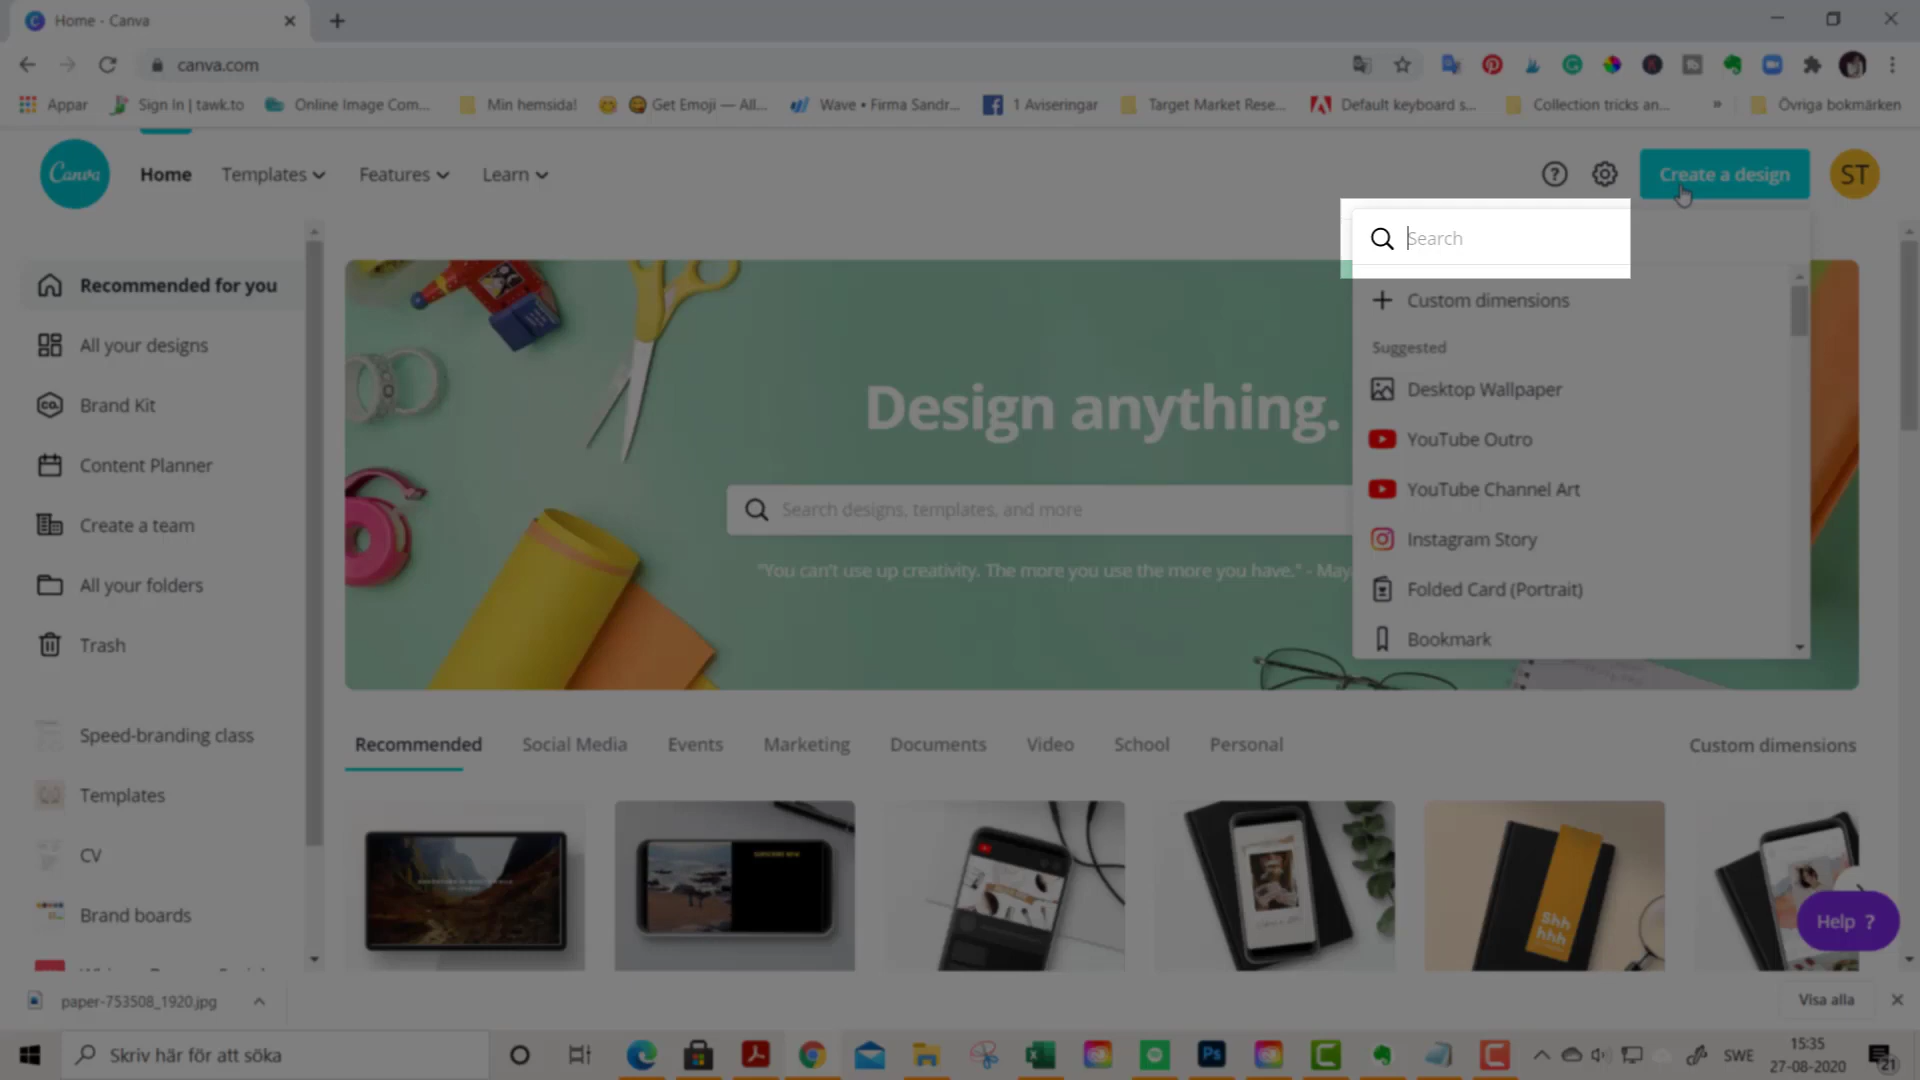 Home - Canva
canva.com
Appar
Sign In | tawk.to
Online Image Com...
Min hemsida!
Get Emoji — All...
Wave • Firma Sandr...
1 Aviseringar
Target Market Rese...
Default keyboard s...
Collection tricks an...
»
Övriga bokmärken
Canva
Home
Templates
Features
Learn
Create a design
ST
Search
Recommended for you
All your designs
Brand Kit
Content Planner
Create a team
All your folders
Trash
Speed-branding class
Templates
CV
Brand boards
Design anything.
Search designs, templates, and more
"You can't use up creativity. The more you use the more you have." - May
Custom dimensions
Suggested
Desktop Wallpaper
YouTube Outro
YouTube Channel Art
Instagram Story
Folded Card (Portrait)
Bookmark
Recommended
Social Media
Events
Marketing
Documents
Video
School
Personal
Custom dimensions
Shh
hhh
Help ?
paper-753508_1920.jpg
Visa alla
Skriv här för att söka
Ps
SWE
15:35
27-08-2020
21